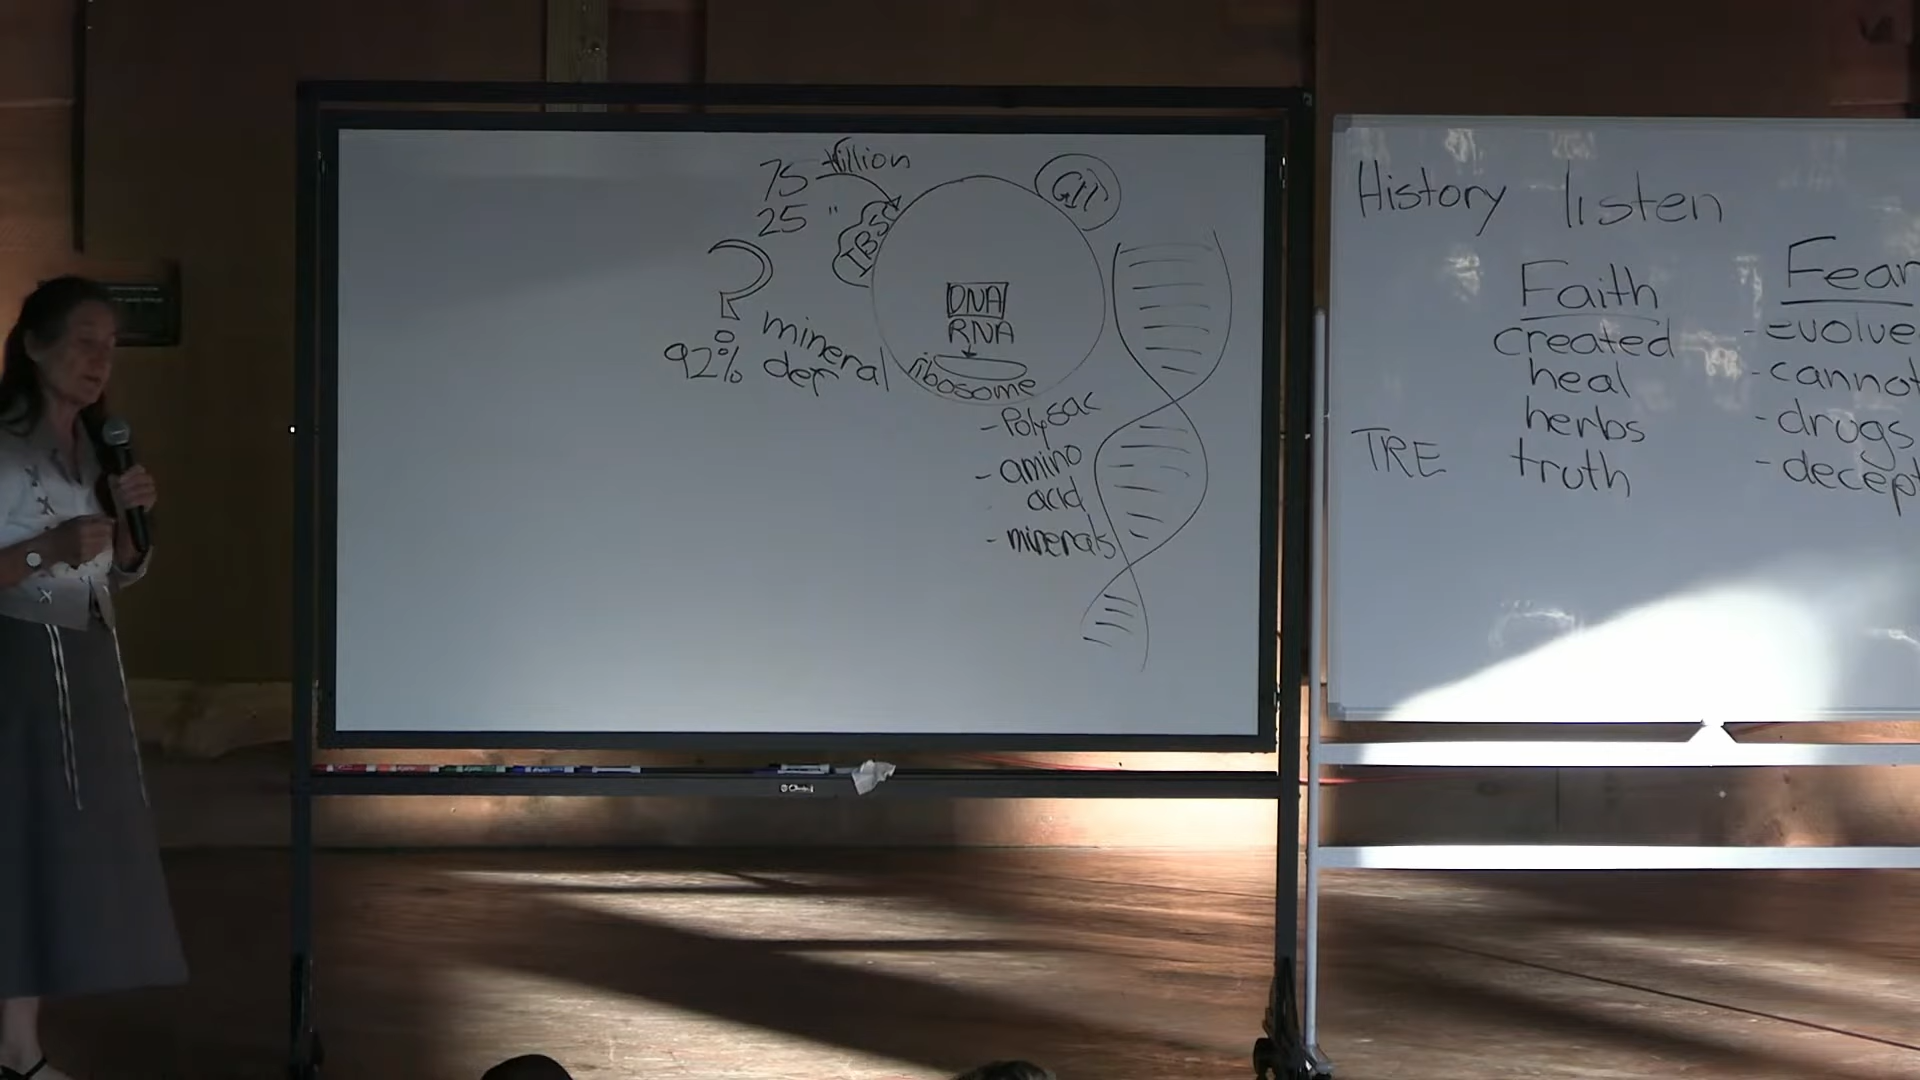 75 trillion
25 "
IBS
GIT
DNA
RNA
ribosome
92% mineral
def
- Polysac
- amino
acid
- minerals
History listen
Faith
created
heal
herbs
truth
TRE
Fear
- evolve
- cannot
- drugs
- decept